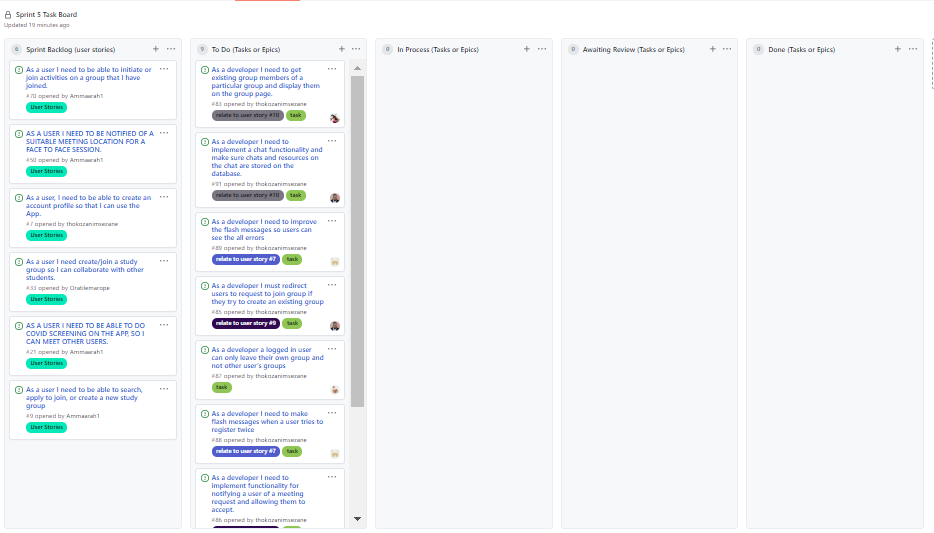 Sprint 5 Task Board
Updated 19 minutes ago
6 Sprint Backlog (user stories)
As a user I need to be able to initiate or
join activities on a group that I have
joined.
#70 opened by Ammaarah1
User Stories
AS A USER I NEED TO BE NOTIFIED OF A
SUITABLE MEETING LOCATION FOR A
FACE TO FACE SESSION.
#50 opened by Ammaarah1
User Stories
As a user, I need to be able to create an
account profile so that I can use the
App.
#7 opened by thokozanimsezane
User Stories
As a user I need create/join a study
group so I can collaborate with other
students.
#33 opened by Oratilemarope
User Stories
AS A USER I NEED TO BE ABLE TO DO
COVID SCREENING ON THE APP, SO I
CAN MEET OTHER USERS.
#21 opened by Ammaarah1
User Stories
As a user I need to be able to search,
apply to join, or create a new study
group
#9 opened by Ammaarah1
User Stories
9 To Do (Tasks or Epics)
As a developer I need to get
existing group members of a
particular group and display them
on the group page.
#83 opened by thokozanimsezane
relate to user story #70 task
As a developer I need to
implement a chat functionality and
make sure chats and resources on
the chat are stored on the
database.
#91 opened by thokozanimsezane
relate to user story #70 task
As a developer I need to improve
the flash messages so users can
see the all errors
#89 opened by thokozanimsezane
relate to user story #7 task
As a developer I must redirect
users to request to join group if
they try to create an existing group
#85 opened by thokozanimsezane
relate to user story #9 task
As a developer a logged in user
can only leave their own group and
not other user's groups
#87 opened by thokozanimsezane
task
As a developer I need to make
flash messages when a user tries to
register twice
#88 opened by thokozanimsezane
relate to user story #7 task
As a developer I need to
implement functionality for
notifying a user of a meeting
request and allowing them to
accept.
#86 opened by thokozanimsezane
0 In Process (Tasks or Epics)
0 Awaiting Review (Tasks or Epics)
0 Done (Tasks or Epics)